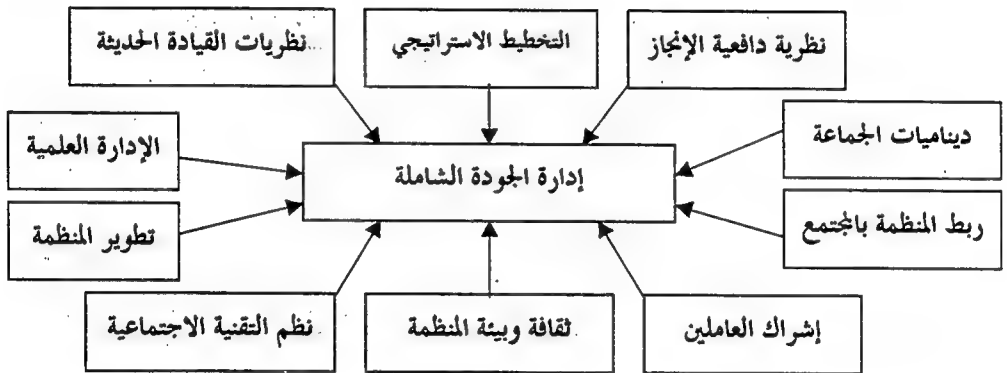 نظرية دافعية الإنجاز
التخطيط الاستراتيجي
نظريات القيادة الحديثة
ديناميات الجماعة
الإدارة العلمية
إدارة الجودة الشاملة
ربط المنظمة بالمجتمع
تطوير المنظمة
إشراك العاملين
ثقافة وبيئة المنظمة
نظم التقنية الاجتماعية